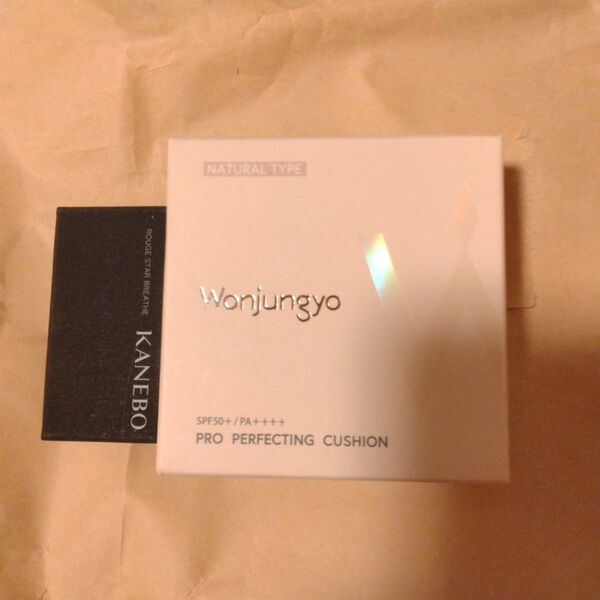 NATURAL TYPE
Wonjungyo
SPF50+/PA++++
PRO PERFECTING CUSHION
ROUGE STAR BREATHE
KANEBO